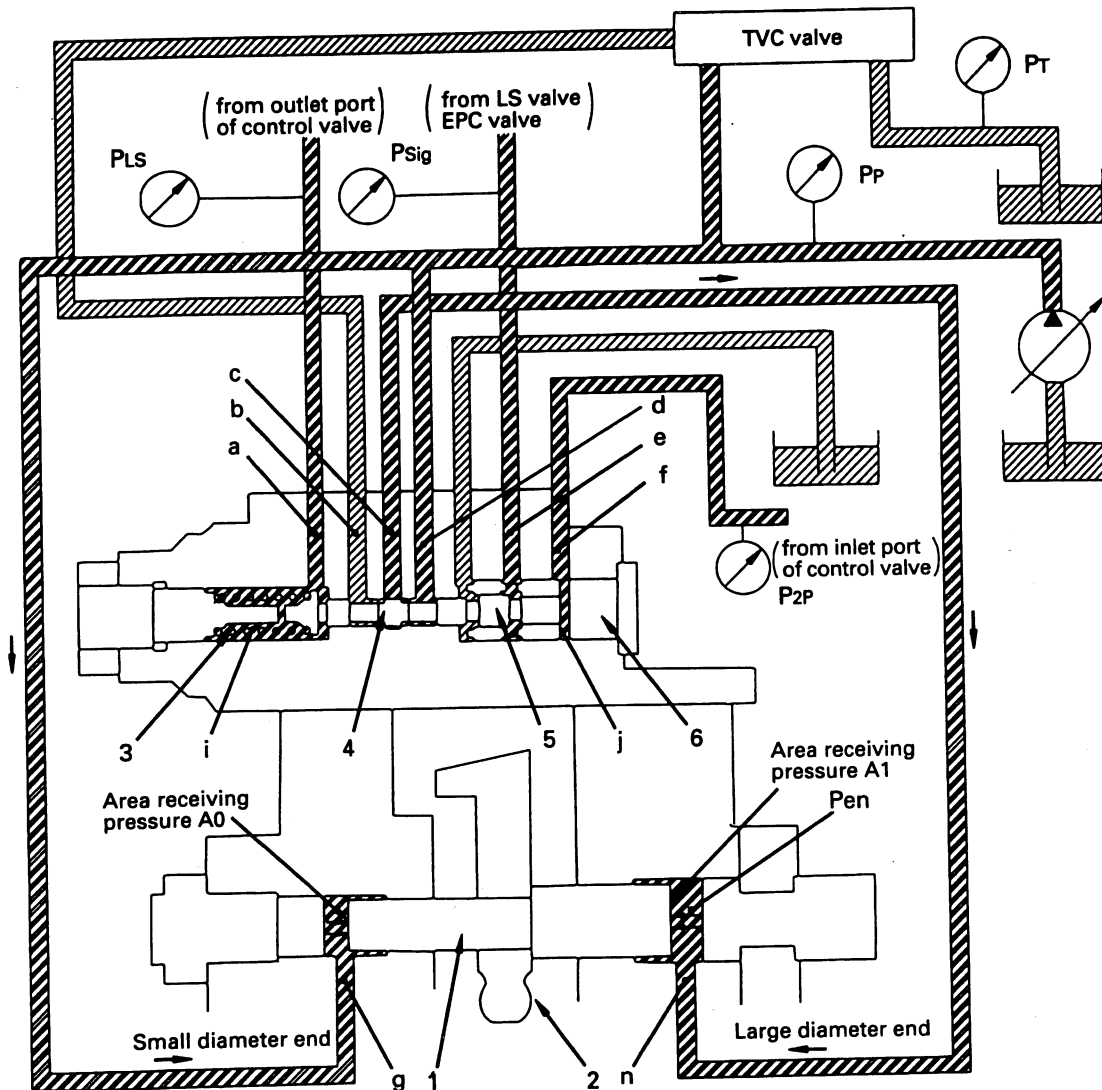 TVC valve
PT
(from outlet port
of control valve)
(from LS valve
EPC valve)
PLS
PSig
PP
c
b
a
d
e
f
(from inlet port
of control valve)
P2P
3
i
4
5
j
6
Area receiving
pressure A0
Area receiving
pressure A1
Pen
Small diameter end
Large diameter end
g
1
2
n